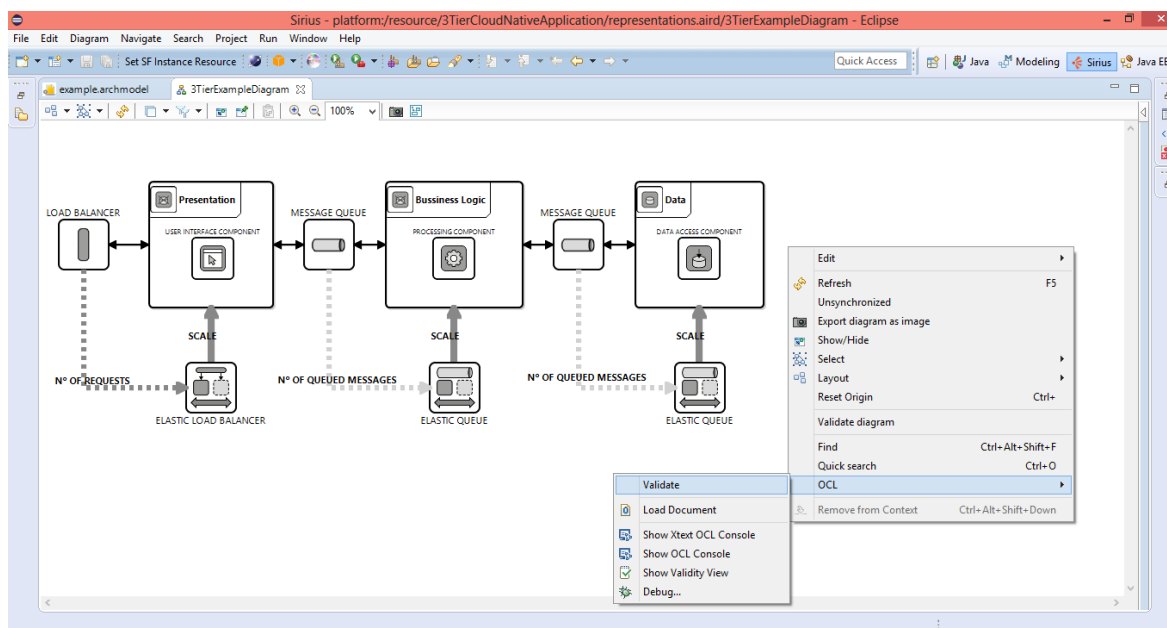 Sirius - platform:/resource/3TierCloudNativeApplication/representations.aird/3TierExampleDiagram - Eclipse
File Edit Diagram Navigate Search Project Run Window Help
Set SF Instance Resource
Quick Access
Java
Modeling
Sirius
Java EE
example.archmodel
3TierExampleDiagram
100%
LOAD BALANCER
Presentation
USER INTERFACE COMPONENT
MESSAGE QUEUE
Bussiness Logic
PROCESSING COMPONENT
MESSAGE QUEUE
Data
DATA ACCESS COMPONENT
SCALE
SCALE
SCALE
Nº OF REQUESTS
Nº OF QUEUED MESSAGES
Nº OF QUEUED MESSAGES
ELASTIC LOAD BALANCER
ELASTIC QUEUE
ELASTIC QUEUE
Edit
Refresh F5
Unsynchronized
Export diagram as image
Show/Hide
Select
Layout
Reset Origin Ctrl+
Validate diagram
Find Ctrl+Alt+Shift+F
Quick search Ctrl+O
OCL
Remove from Context Ctrl+Alt+Shift+Down
Validate
Load Document
Show Xtext OCL Console
Show OCL Console
Show Validity View
Debug...